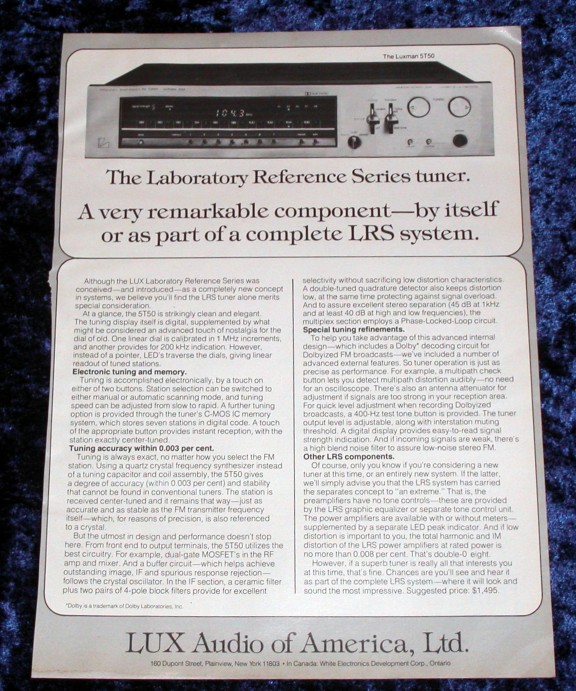 The Luxman 5T50
104.3
The Laboratory Reference Series tuner.
A very remarkable component—by itself
or as part of a complete LRS system.
Although the LUX Laboratory Reference Series was
conceived—and introduced—as a completely new concept
in systems, we believe you'll find the LRS tuner alone merits
special consideration.
At a glance, the 5T50 is strikingly clean and elegant.
The tuning display itself is digital, supplemented by what
might be considered an advanced touch of nostalgia for the
dial of old. One linear dial is calibrated in 1 MHz increments,
and another provides for 200 kHz indication. However,
instead of a pointer, LED's traverse the dials, giving linear
readout of tuned stations.
Electronic tuning and memory.
Tuning is accomplished electronically, by a touch on
either of two buttons. Station selection can be switched to
either manual or automatic scanning mode, and tuning
speed can be adjusted from slow to rapid. A further tuning
option is provided through the tuner's C-MOS IC memory
system, which stores seven stations in digital code. A touch
of the appropriate button provides instant reception, with the
station exactly center-tuned.
Tuning accuracy within 0.003 per cent.
Tuning is always exact, no matter how you select the FM
station. Using a quartz crystal frequency synthesizer instead
of a tuning capacitor and coil assembly, the 5T50 gives
a degree of accuracy (within 0.003 per cent) and stability
that cannot be found in conventional tuners. The station is
received center-tuned and it remains that way—just as
accurate and as stable as the FM transmitter frequency
itself—which, for reasons of precision, is also referenced
to a crystal.
But the utmost in design and performance doesn't stop
here. From front end to output terminals, the 5T50 utilizes the
best circuitry. For example, dual-gate MOSFET's in the RF
amp and mixer. And a buffer circuit—which helps achieve
outstanding image, IF and spurious response rejection—
follows the crystal oscillator. In the IF section, a ceramic filter
plus two pairs of 4-pole block filters provide for excellent
*Dolby is a trademark of Dolby Laboratories, Inc.
selectivity without sacrificing low distortion characteristics.
A double-tuned quadrature detector also keeps distortion
low, at the same time protecting against signal overload.
And to assure excellent stereo separation (45 dB at 1kHz
and at least 40 dB at high and low frequencies), the
multiplex section employs a Phase-Locked-Loop circuit.
Special tuning refinements.
To help you take advantage of this advanced internal
design—which includes a Dolby* decoding circuit for
Dolbyized FM broadcasts—we've included a number of
advanced external features. So tuner operation is just as
precise as performance. For example, a multipath check
button lets you detect multipath distortion audibly—no need
for an oscilloscope. There's also an antenna attenuator for
adjustment if signals are too strong in your reception area.
For quick level adjustment when recording Dolbyized
broadcasts, a 400-Hz test tone button is provided. The tuner
output level is adjustable, along with interstation muting
threshold. A digital display provides easy-to-read signal
strength indication. And if incoming signals are weak, there's
a high blend noise filter to assure low-noise stereo FM.
Other LRS components.
Of course, only you know if you're considering a new
tuner at this time, or an entirely new system. If the latter,
we'll simply advise you that the LRS system has carried
the separates concept to "an extreme." That is, the
preamplifiers have no tone controls—these are provided
by the LRS graphic equalizer or separate tone control unit.
The power amplifiers are available with or without meters—
supplemented by a separate LED peak indicator. And if low
distortion is important to you, the total harmonic and IM
distortion of the LRS power amplifiers at rated power is
no more than 0.008 per cent. That's double-0 eight.
However, if a superb tuner is really all that interests you
at this time, that's fine. Chances are you'll see and hear it
as part of the complete LRS system—where it will look and
sound the most impressive. Suggested price: $1,495.
LUX Audio of America, Ltd.
160 Dupont Street, Plainview, New York 11803 • In Canada: White Electronics Development Corp., Ontario